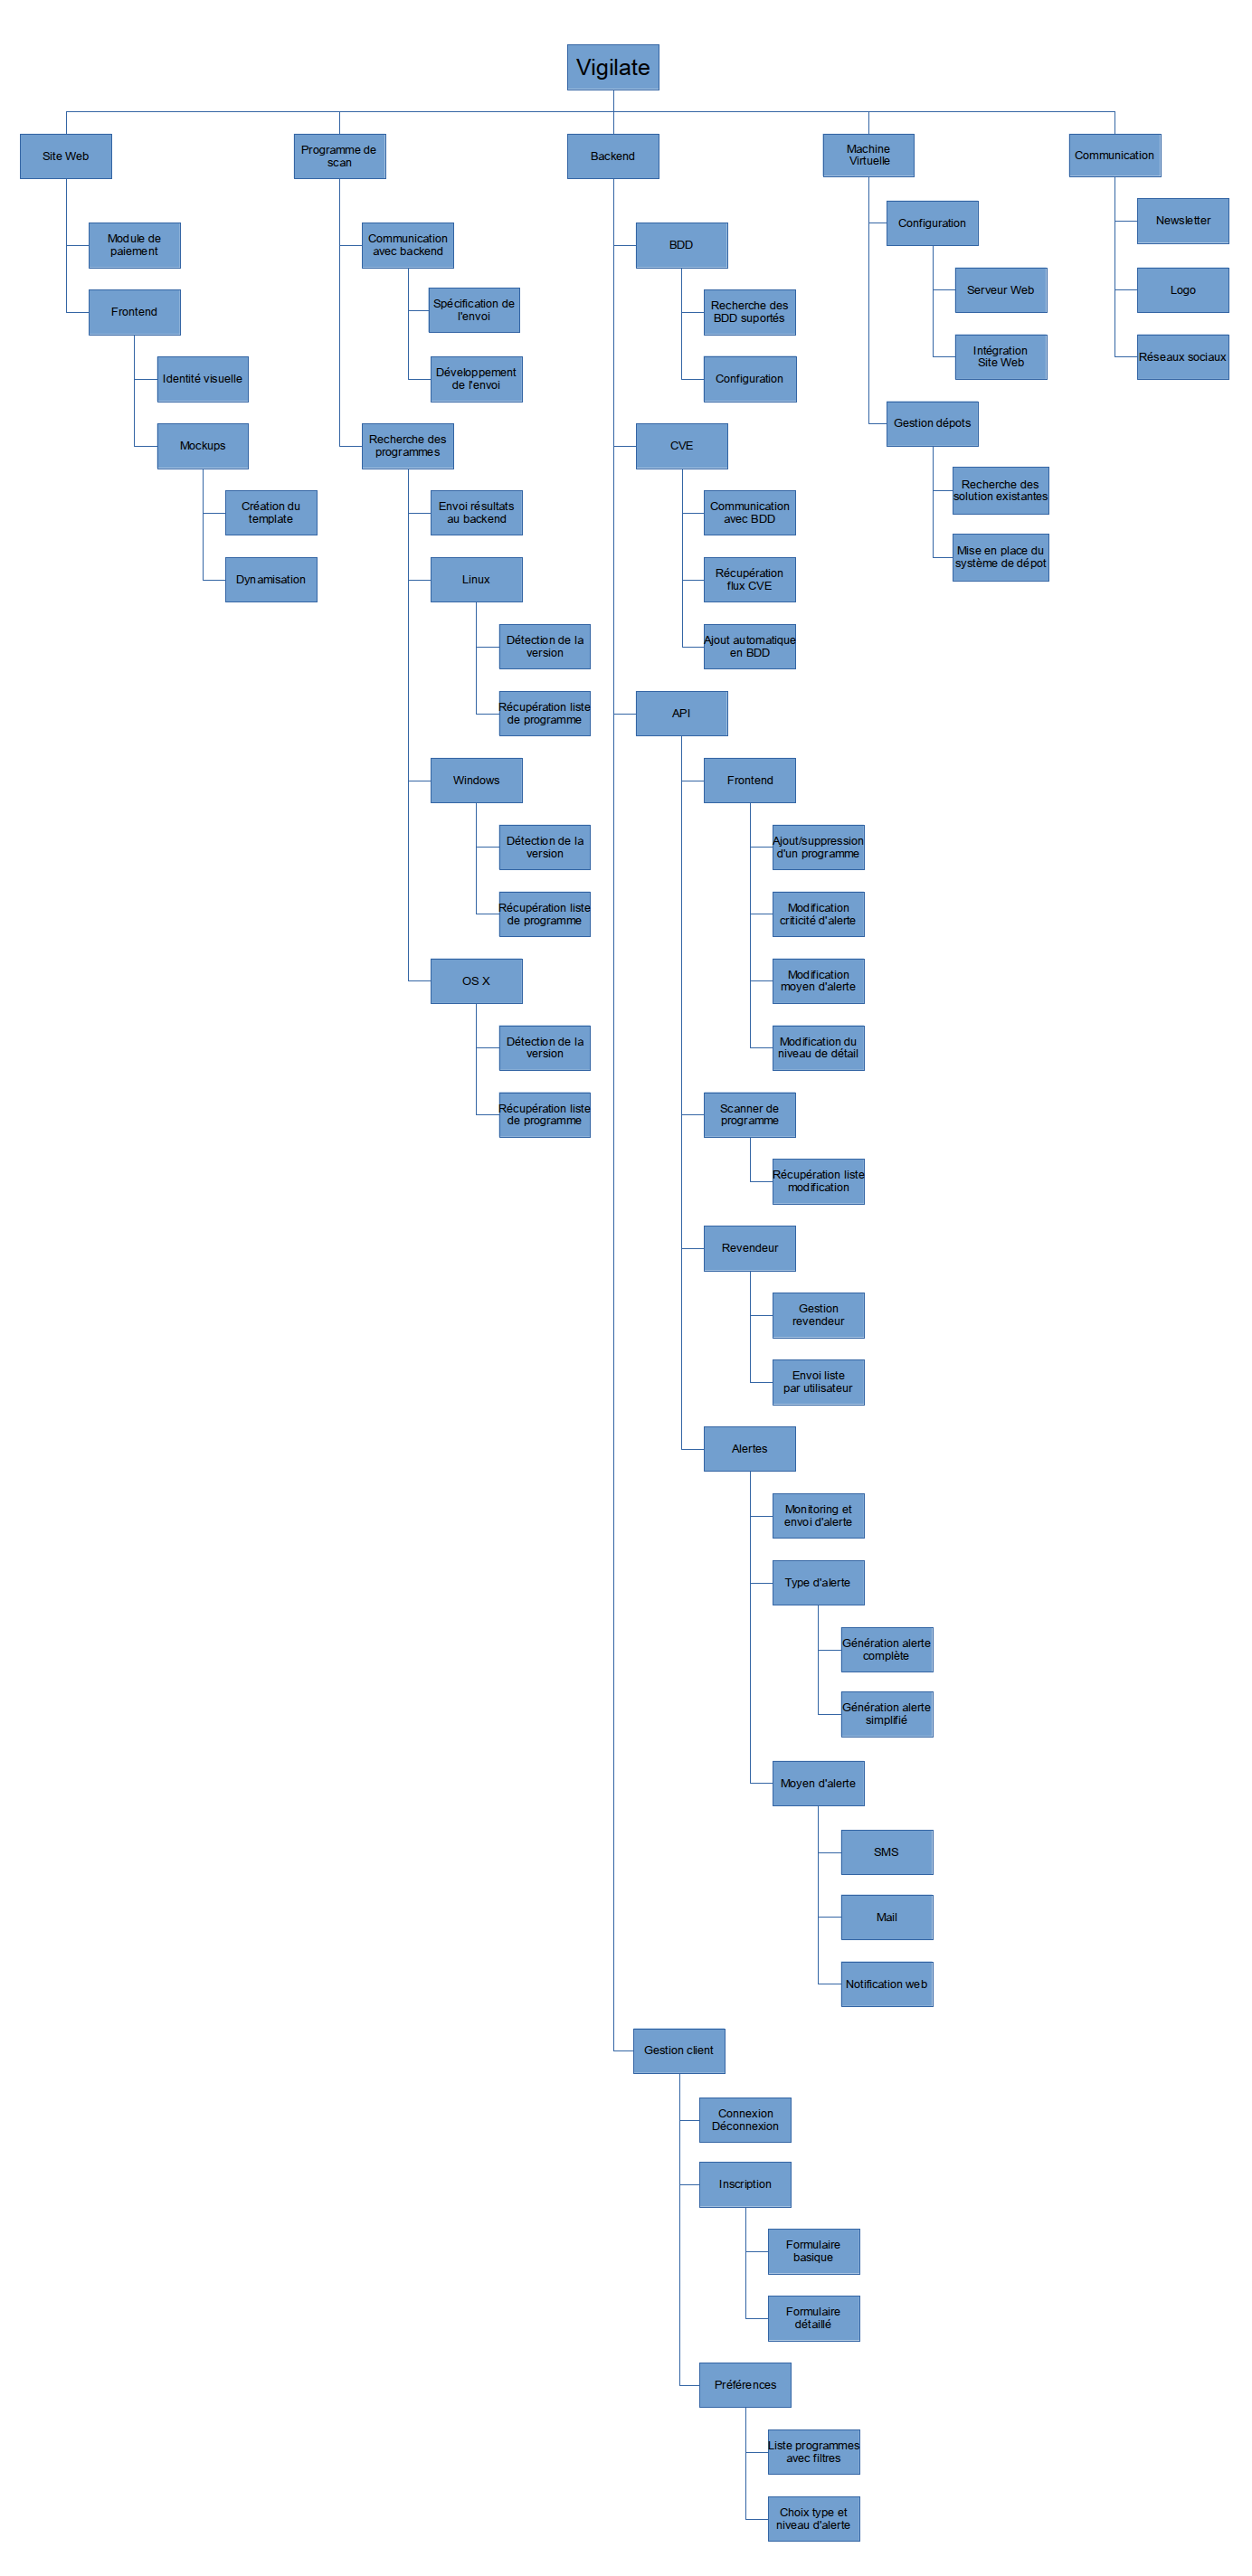 Vigilate
Site Web
Module de
paiement
Frontend
Identité visuelle
Mockups
Création du
template
Dynamisation
Programme de
scan
Communication
avec backend
Spécification de
l'envoi
Développement
de l'envoi
Recherche des
programmes
Envoi résultats
au backend
Linux
Détection de la
version
Récupération liste
de programme
Windows
Détection de la
version
Récupération liste
de programme
OS X
Détection de la
version
Récupération liste
de programme
Backend
BDD
Recherche des
BDD suportés
Configuration
CVE
Communication
avec BDD
Récupération
flux CVE
Ajout automatique
en BDD
API
Frontend
Ajout/suppression
d'un programme
Modification
criticité d'alerte
Modification
moyen d'alerte
Modification du
niveau de détail
Scanner de
programme
Récupération liste
modification
Revendeur
Gestion
revendeur
Envoi liste
par utilisateur
Alertes
Monitoring et
envoi d'alerte
Type d'alerte
Génération alerte
complète
Génération alerte
simplifié
Moyen d'alerte
SMS
Mail
Notification web
Gestion client
Connexion
Déconnexion
Inscription
Formulaire
basique
Formulaire
détaillé
Préférences
Liste programmes
avec filtres
Choix type et
niveau d'alerte
Machine
Virtuelle
Configuration
Serveur Web
Intégration
Site Web
Gestion dépots
Recherche des
solution existantes
Mise en place du
système de dépot
Communication
Newsletter
Logo
Réseaux sociaux